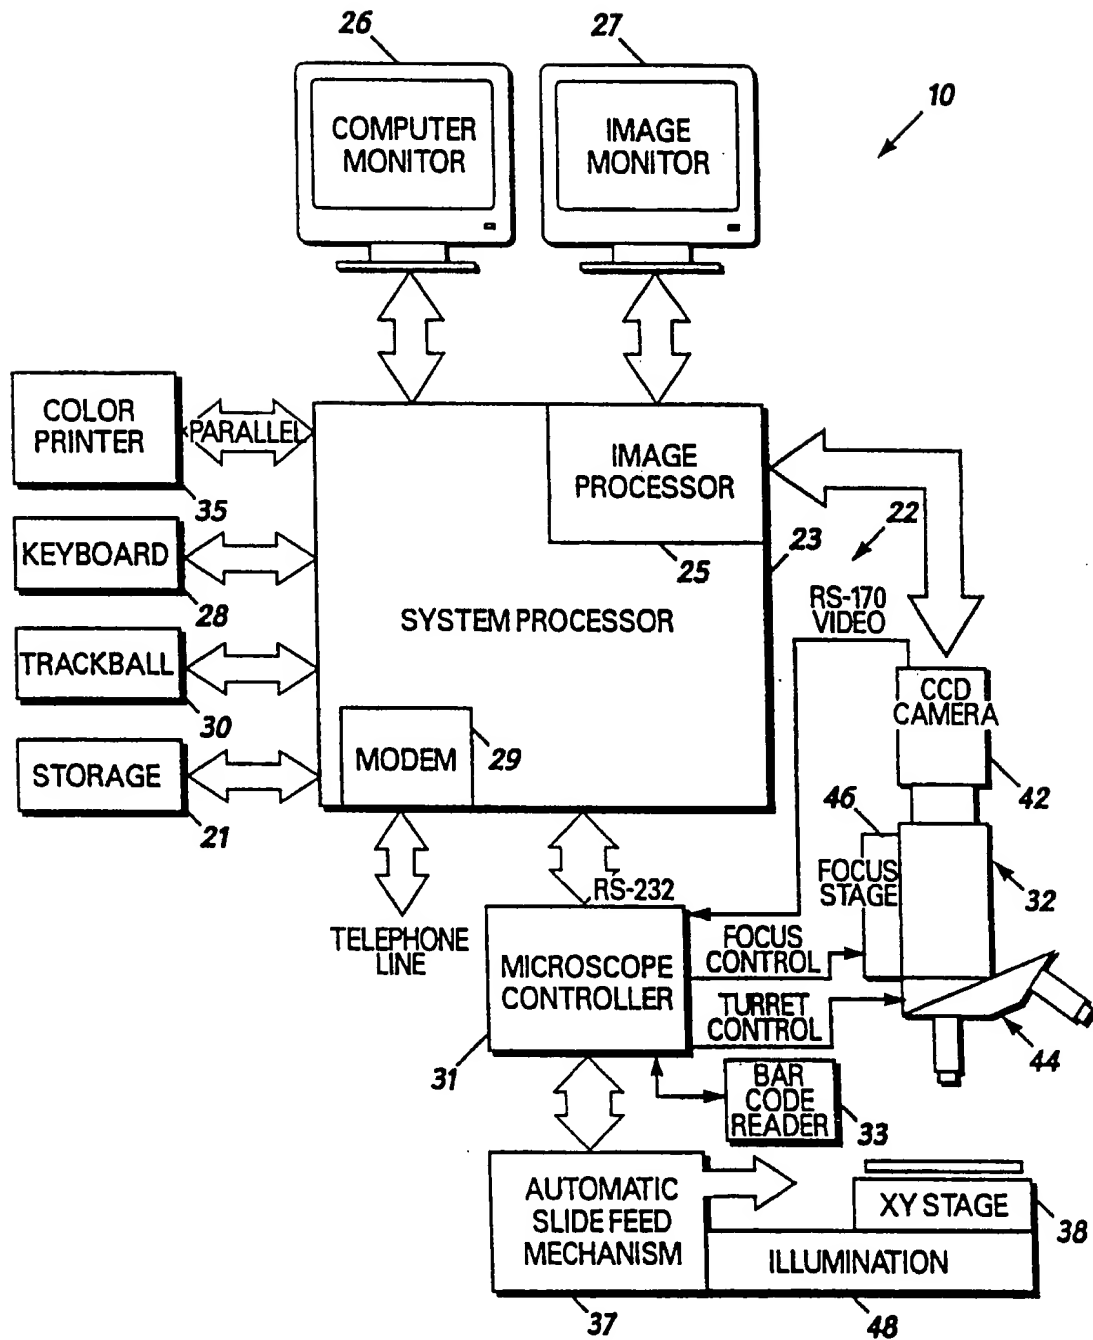 26
27
10
COMPUTER
MONITOR
IMAGE
MONITOR
COLOR
PRINTER
PARALLEL
35
IMAGE
PROCESSOR
25
23
22
KEYBOARD
28
SYSTEM PROCESSOR
RS-170
VIDEO
TRACKBALL
30
CCD
CAMERA
42
STORAGE
21
MODEM
29
46
FOCUS
STAGE
32
RS-232
TELEPHONE
LINE
MICROSCOPE
CONTROLLER
31
FOCUS
CONTROL
TURRET
CONTROL
44
BAR
CODE
READER
33
AUTOMATIC
SLIDE FEED
MECHANISM
37
XY STAGE
38
ILLUMINATION
48